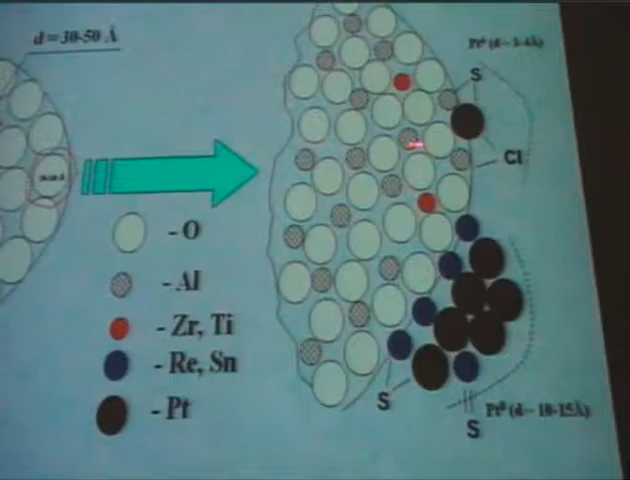 d = 30-50 Å
S
Cl
- O
- Al
- Zr, Ti
- Re, Sn
- Pt
S
S